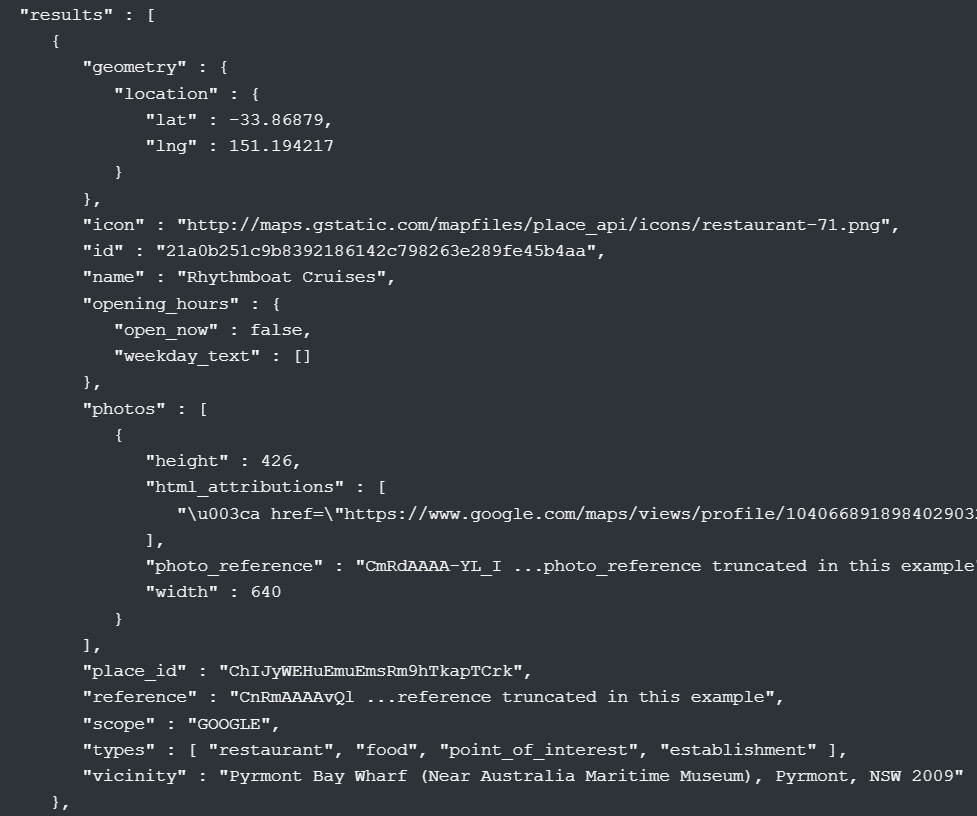 "results" : [
{
"geometry" : {
"location" : {
"lat" : -33.86879,
"lng" : 151.194217
}
},
"icon" : "http://maps.gstatic.com/mapfiles/place_api/icons/restaurant-71.png",
"id" : "21a0b251c9b8392186142c798263e289fe45b4aa",
"name" : "Rhythmboat Cruises",
"opening_hours" : {
"open_now" : false,
"weekday_text" : []
},
"photos" : [
{
"height" : 426,
"html_attributions" : [
"\u003ca href=\"https://www.google.com/maps/views/profile/104066891898402903
],
"photo_reference" : "CmRdAAAA-YL_I ...photo_reference truncated in this example"
"width" : 640
}
],
"place_id" : "ChIJyWEHuEmuEmsRm9hTkapTCrk",
"reference" : "CnRmAAAAvQl ...reference truncated in this example",
"scope" : "GOOGLE",
"types" : [ "restaurant", "food", "point_of_interest", "establishment" ],
"vicinity" : "Pyrmont Bay Wharf (Near Australia Maritime Museum), Pyrmont, NSW 2009"
},